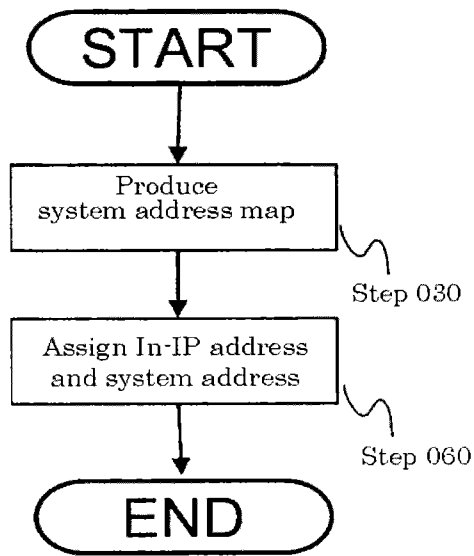 START
Produce
system address map
Step 030
Assign In-IP address
and system address
Step 060
END